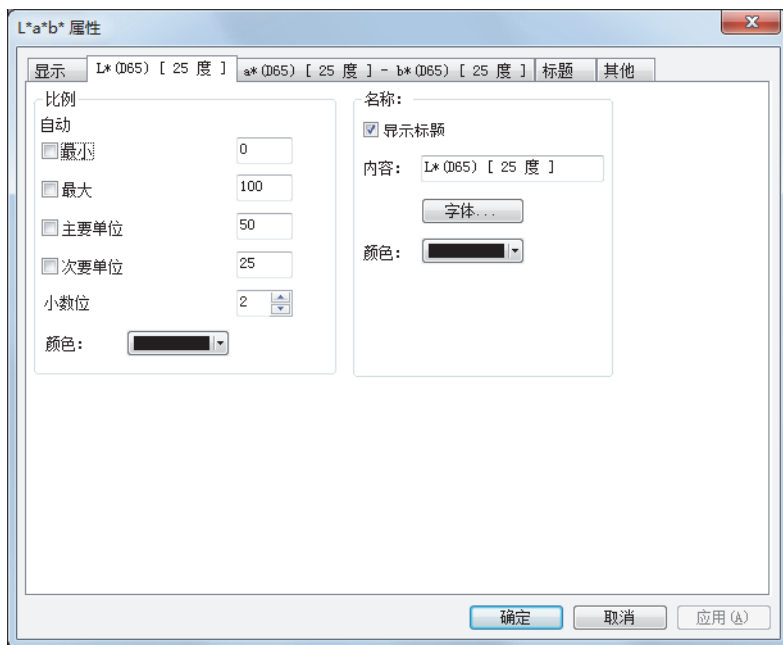 L*a*b* 属性
显示
L*(D65) [ 25 度 ]
a*(D65) [ 25 度 ] - b*(D65) [ 25 度 ]
标题
其他
比例
自动
最小
0
最大
100
主要单位
50
次要单位
25
小数位
2
颜色:
名称:
显示标题
内容:
L*(D65) [ 25 度 ]
字体...
颜色:
确定
取消
应用(A)